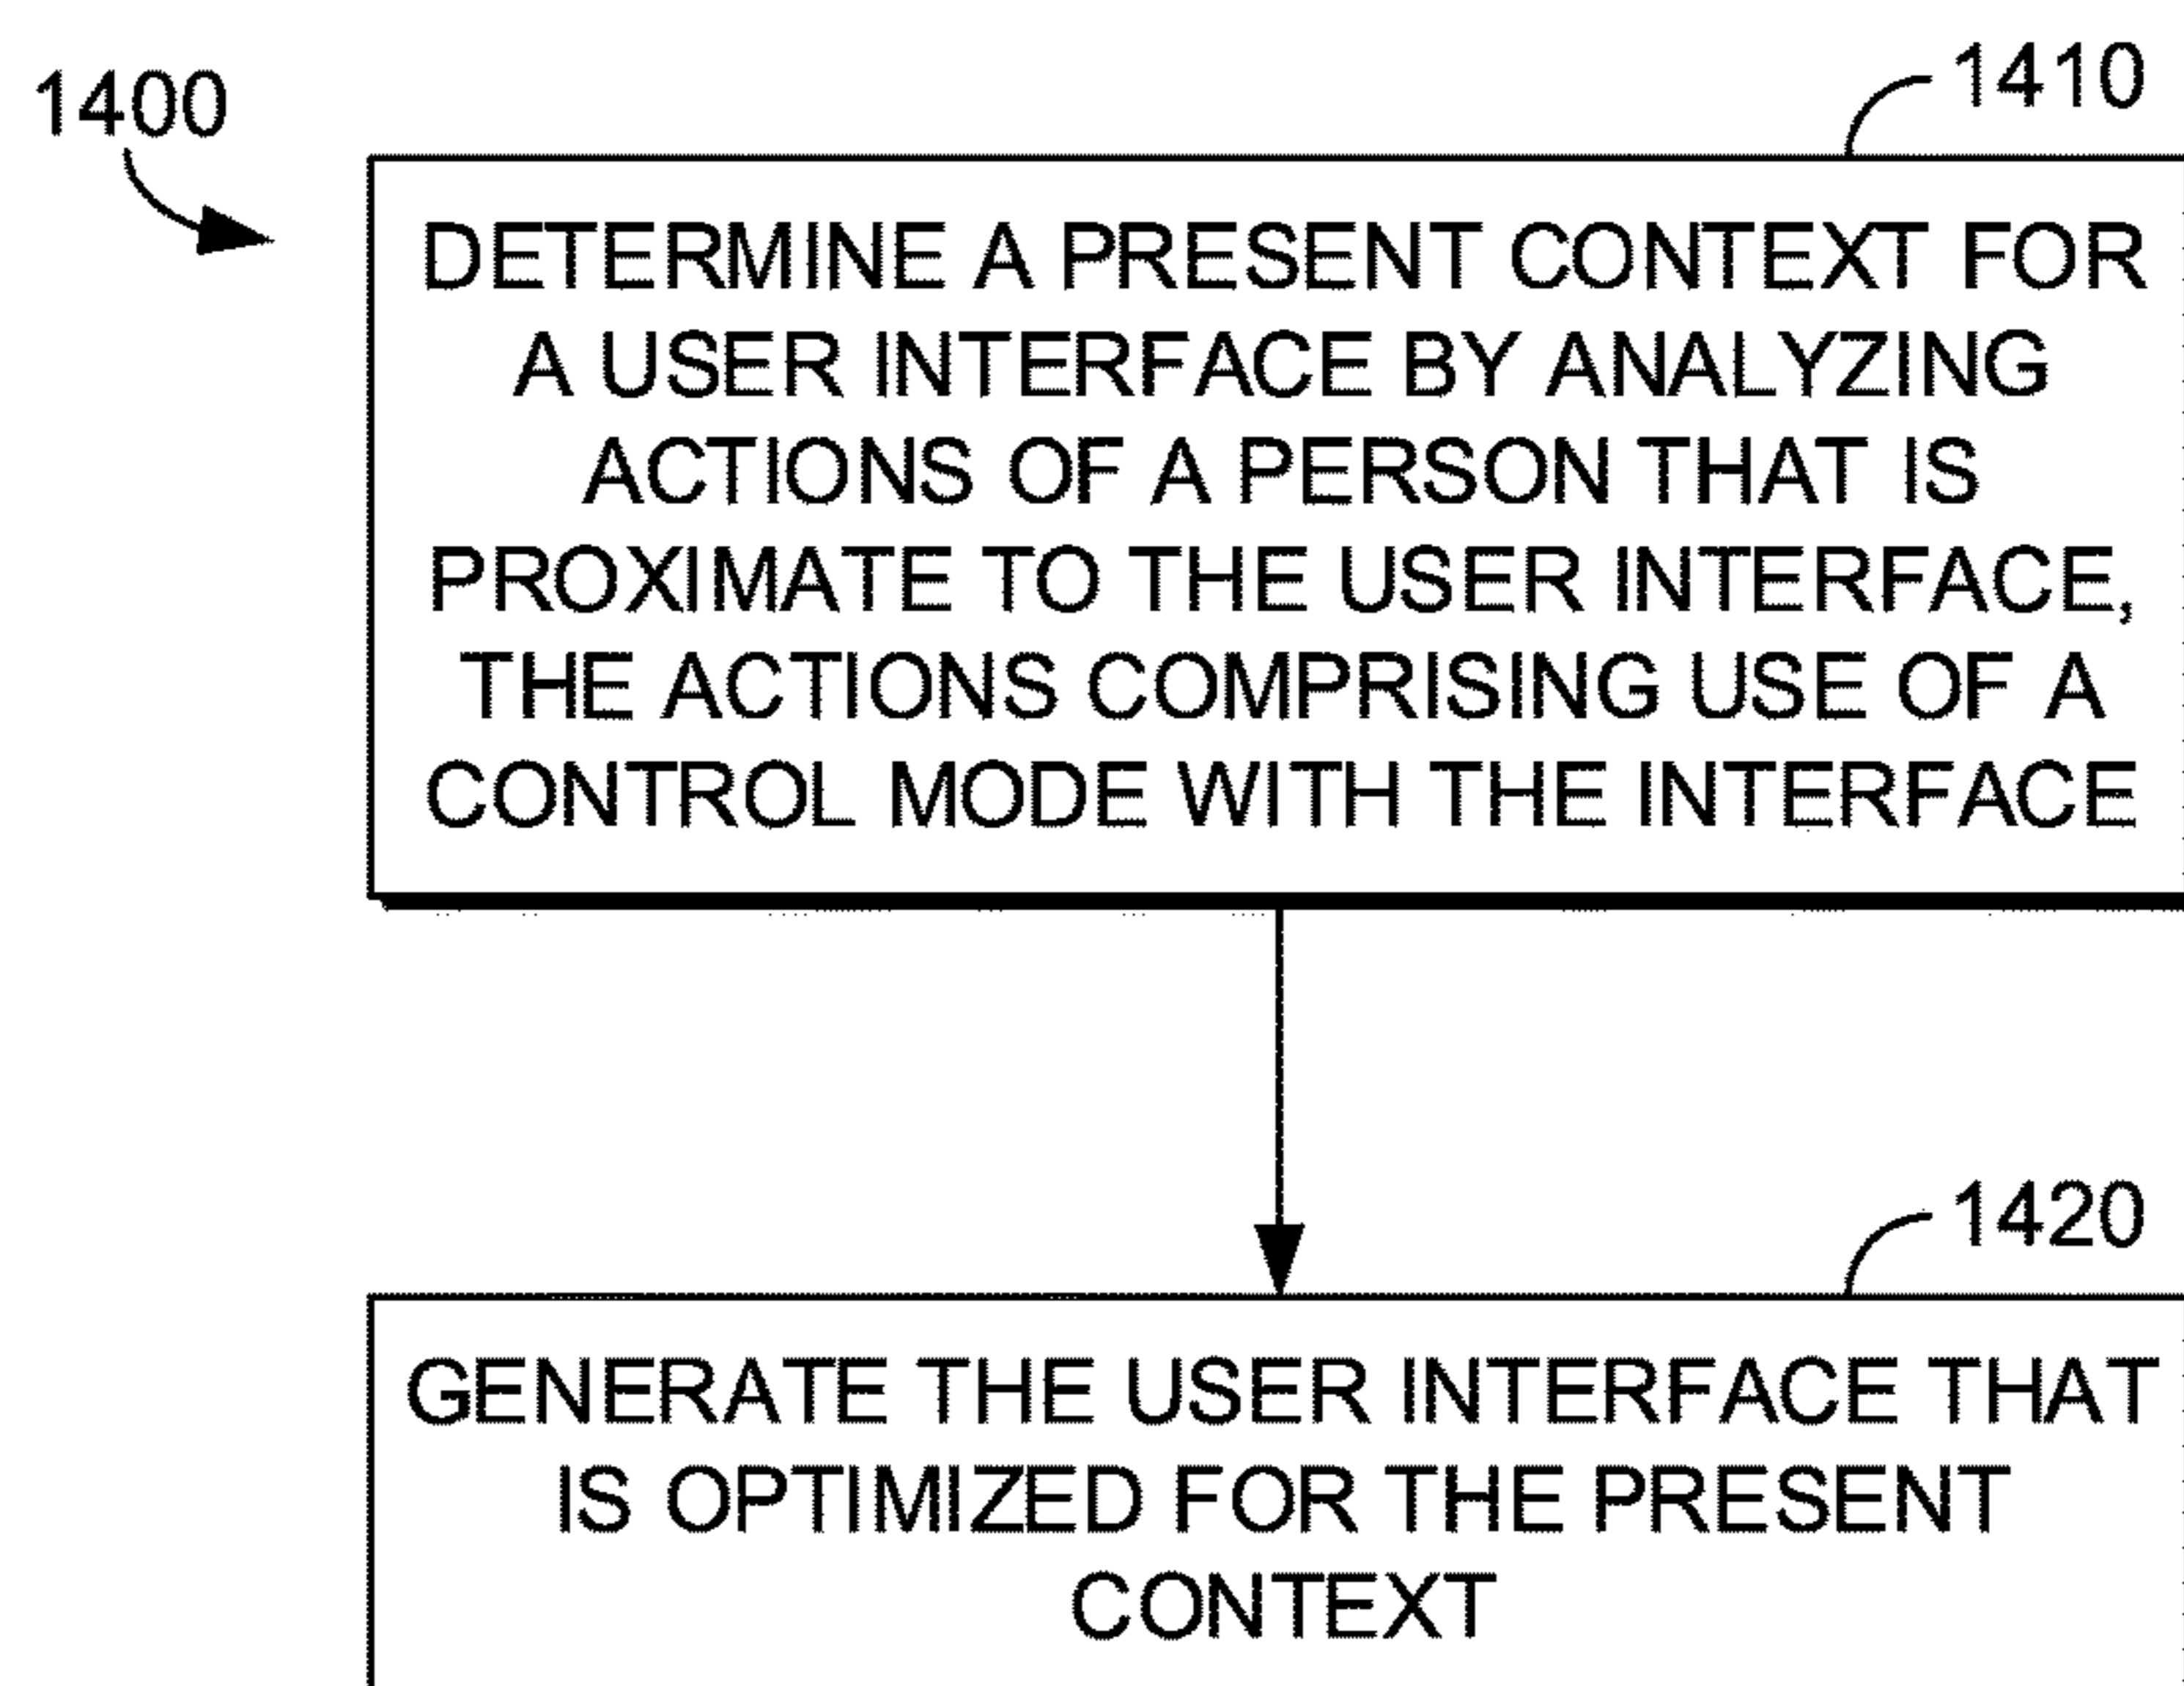 1400
1410
DETERMINE A PRESENT CONTEXT FOR
A USER INTERFACE BY ANALYZING
ACTIONS OF A PERSON THAT IS
PROXIMATE TO THE USER INTERFACE,
THE ACTIONS COMPRISING USE OF A
CONTROL MODE WITH THE INTERFACE
1420
GENERATE THE USER INTERFACE THAT
IS OPTIMIZED FOR THE PRESENT
CONTEXT